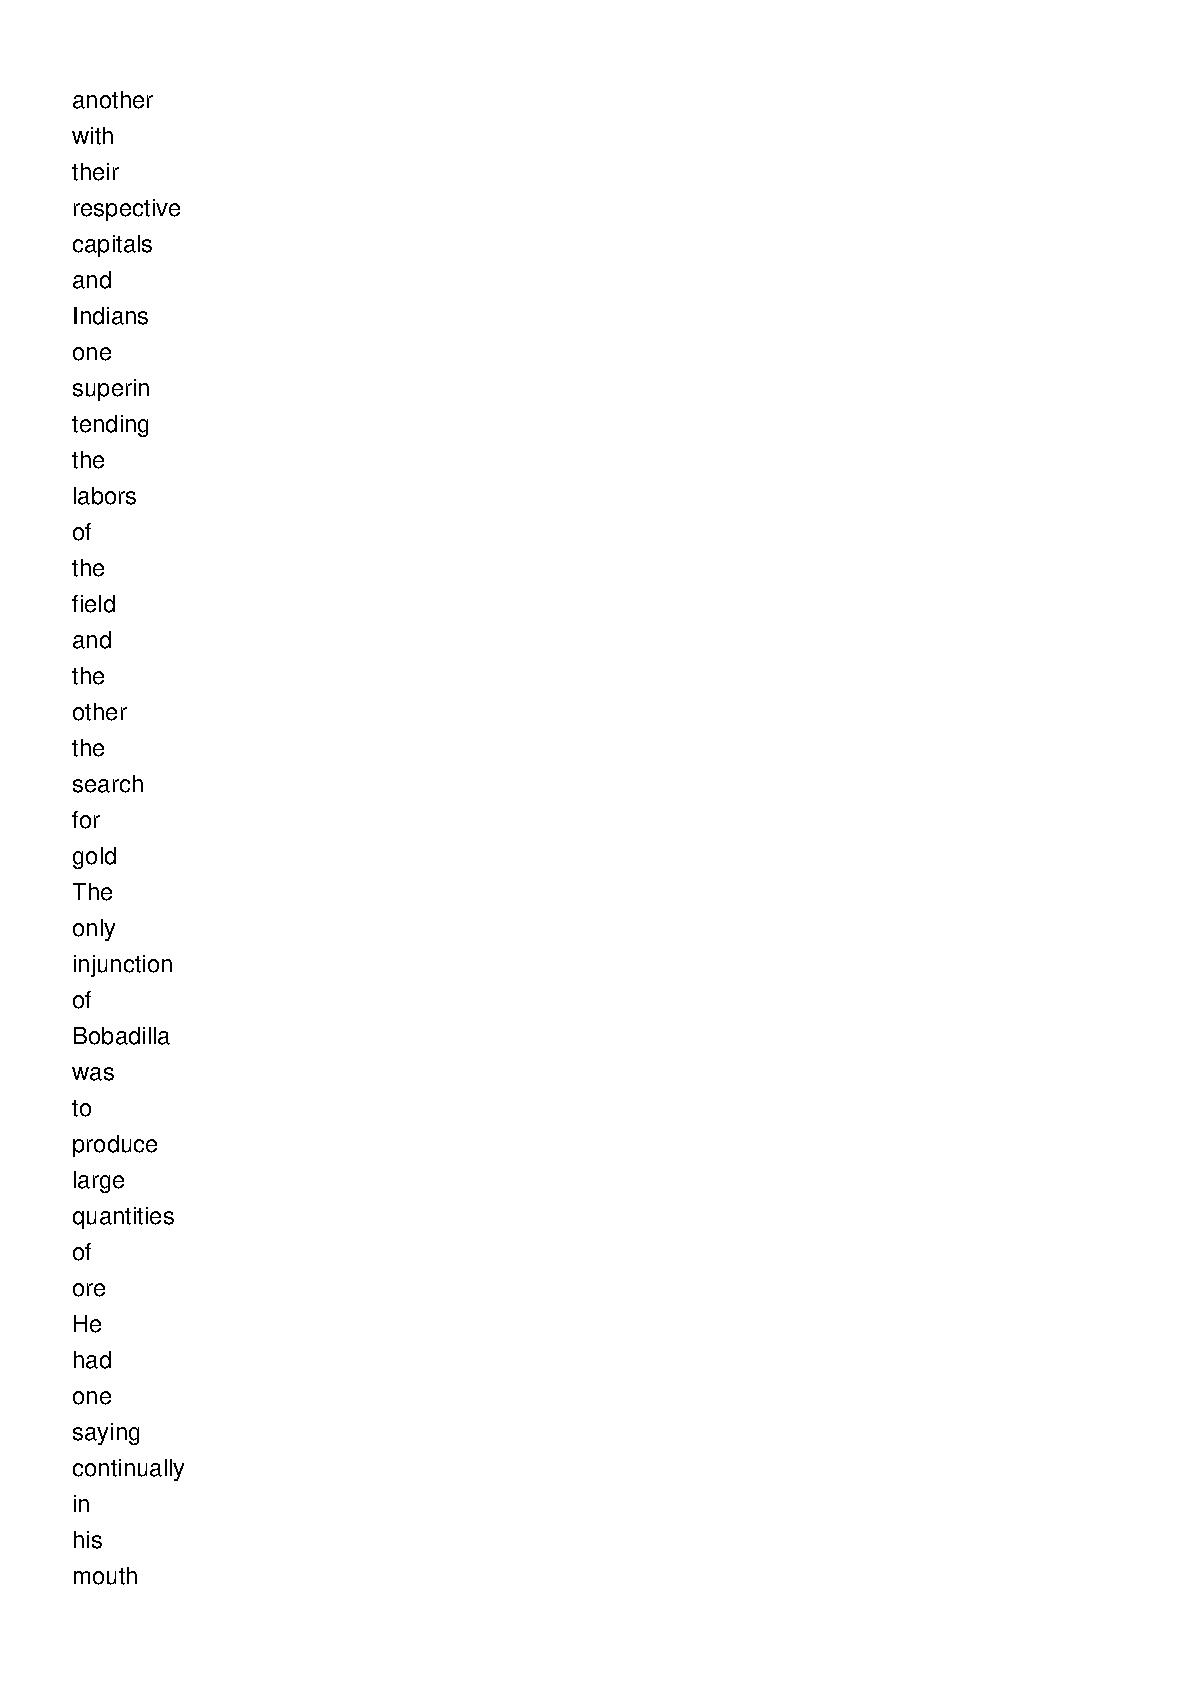 another
with
their
respective
capitals
and
Indians
one
superin
tending
the
labors
of
the
field
and
the
other
the
search
for
gold
The
only
injunction
of
Bobadilla
was
to
produce
large
quantities
of
ore
He
had
one
saying
continually
in
his
mouth